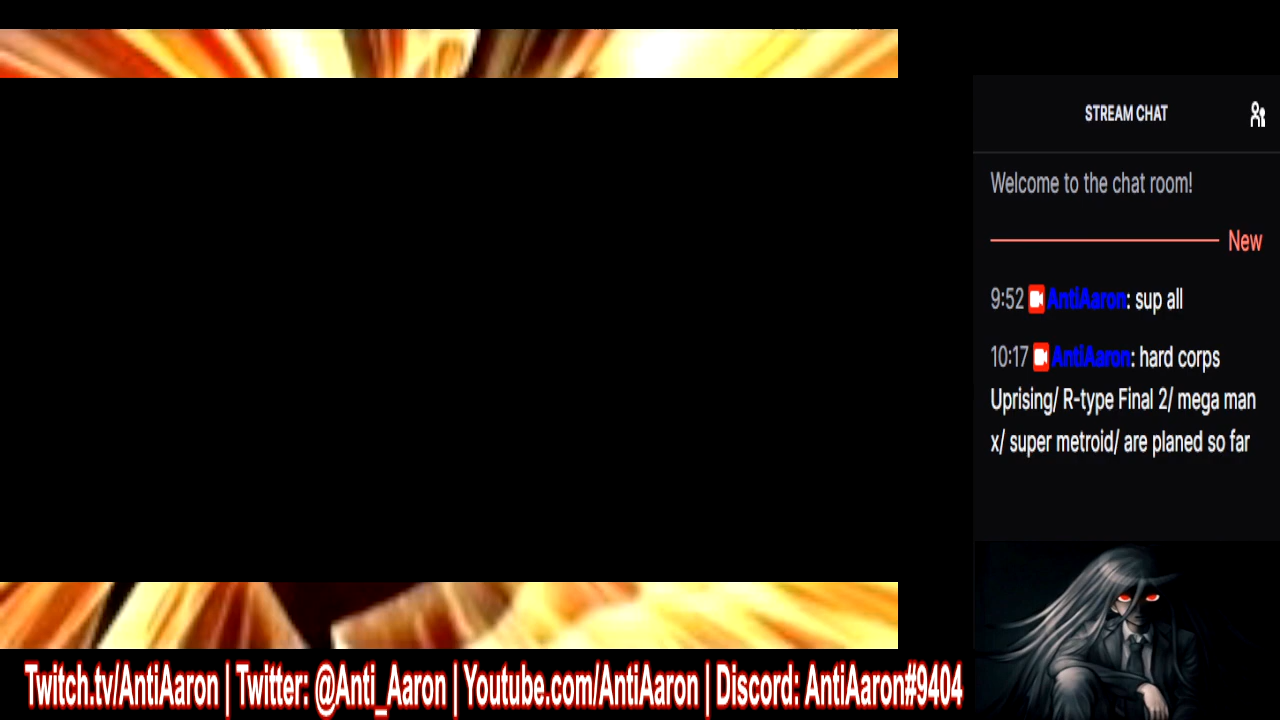 STREAM CHAT
Welcome to the chat room!
New
9:52 AntiAaron: sup all
10:17 AntiAaron: hard corps
Uprising/ R-type Final 2/ mega man
x/ super metroid/ are planed so far
Twitch.tv/AntiAaron | Twitter: @Anti_Aaron | Youtube.com/AntiAaron | Discord: AntiAaron#9404